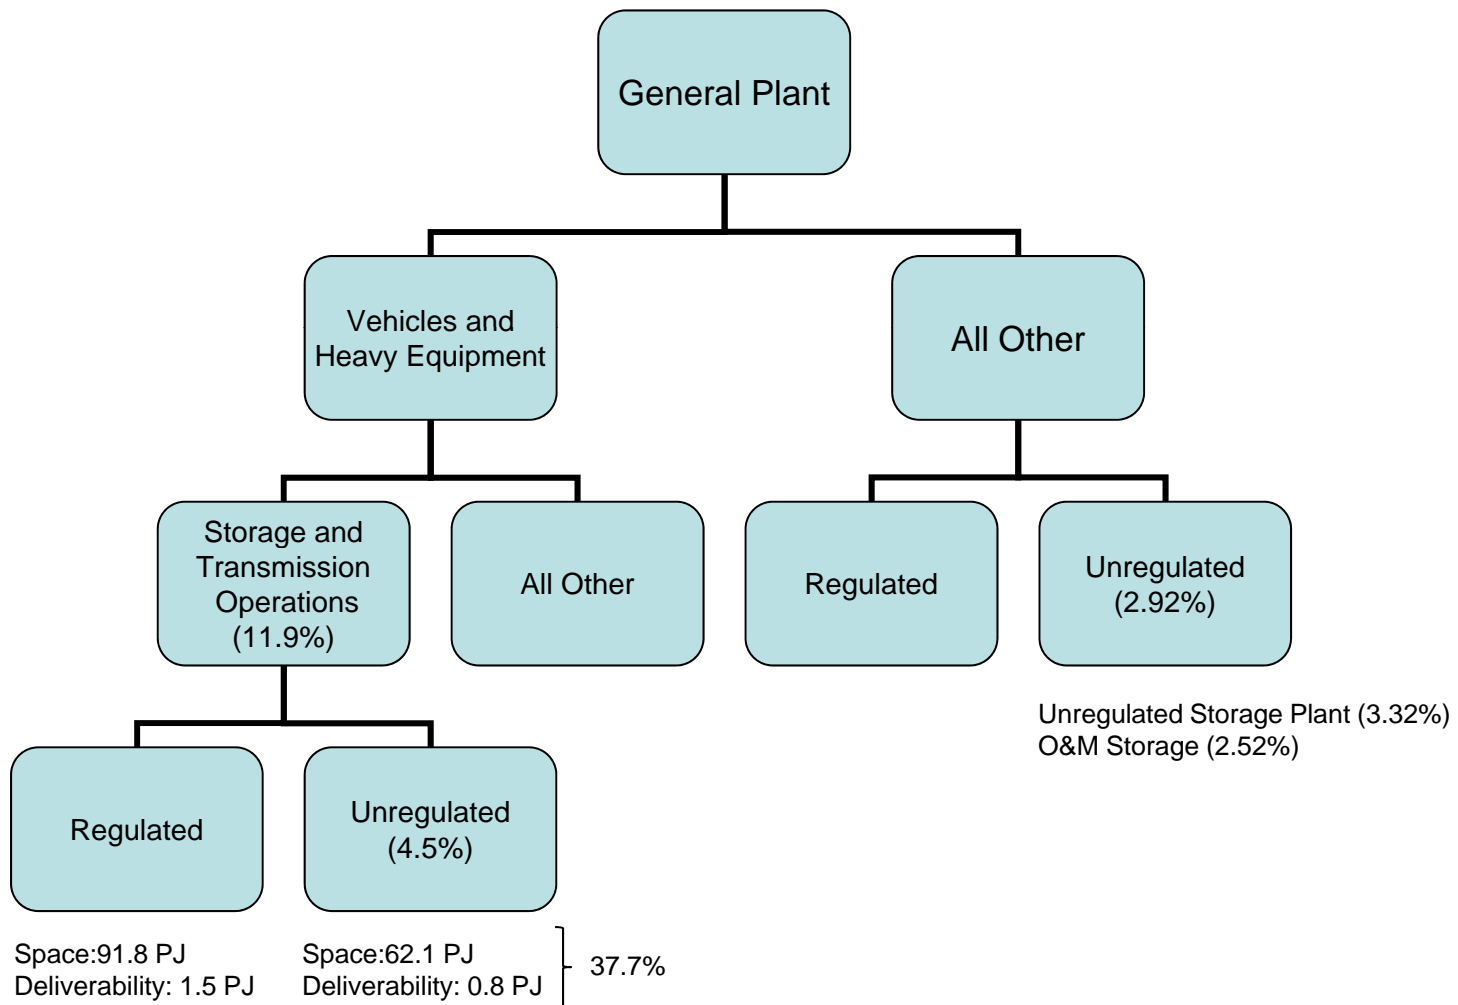 General Plant
Vehicles and
Heavy Equipment
All Other
Storage and
Transmission
Operations
(11.9%)
All Other
Regulated
Unregulated
(2.92%)
Unregulated Storage Plant (3.32%)
O&M Storage (2.52%)
Regulated
Unregulated
(4.5%)
Space:91.8 PJ
Deliverability: 1.5 PJ
Space:62.1 PJ
Deliverability: 0.8 PJ
37.7%